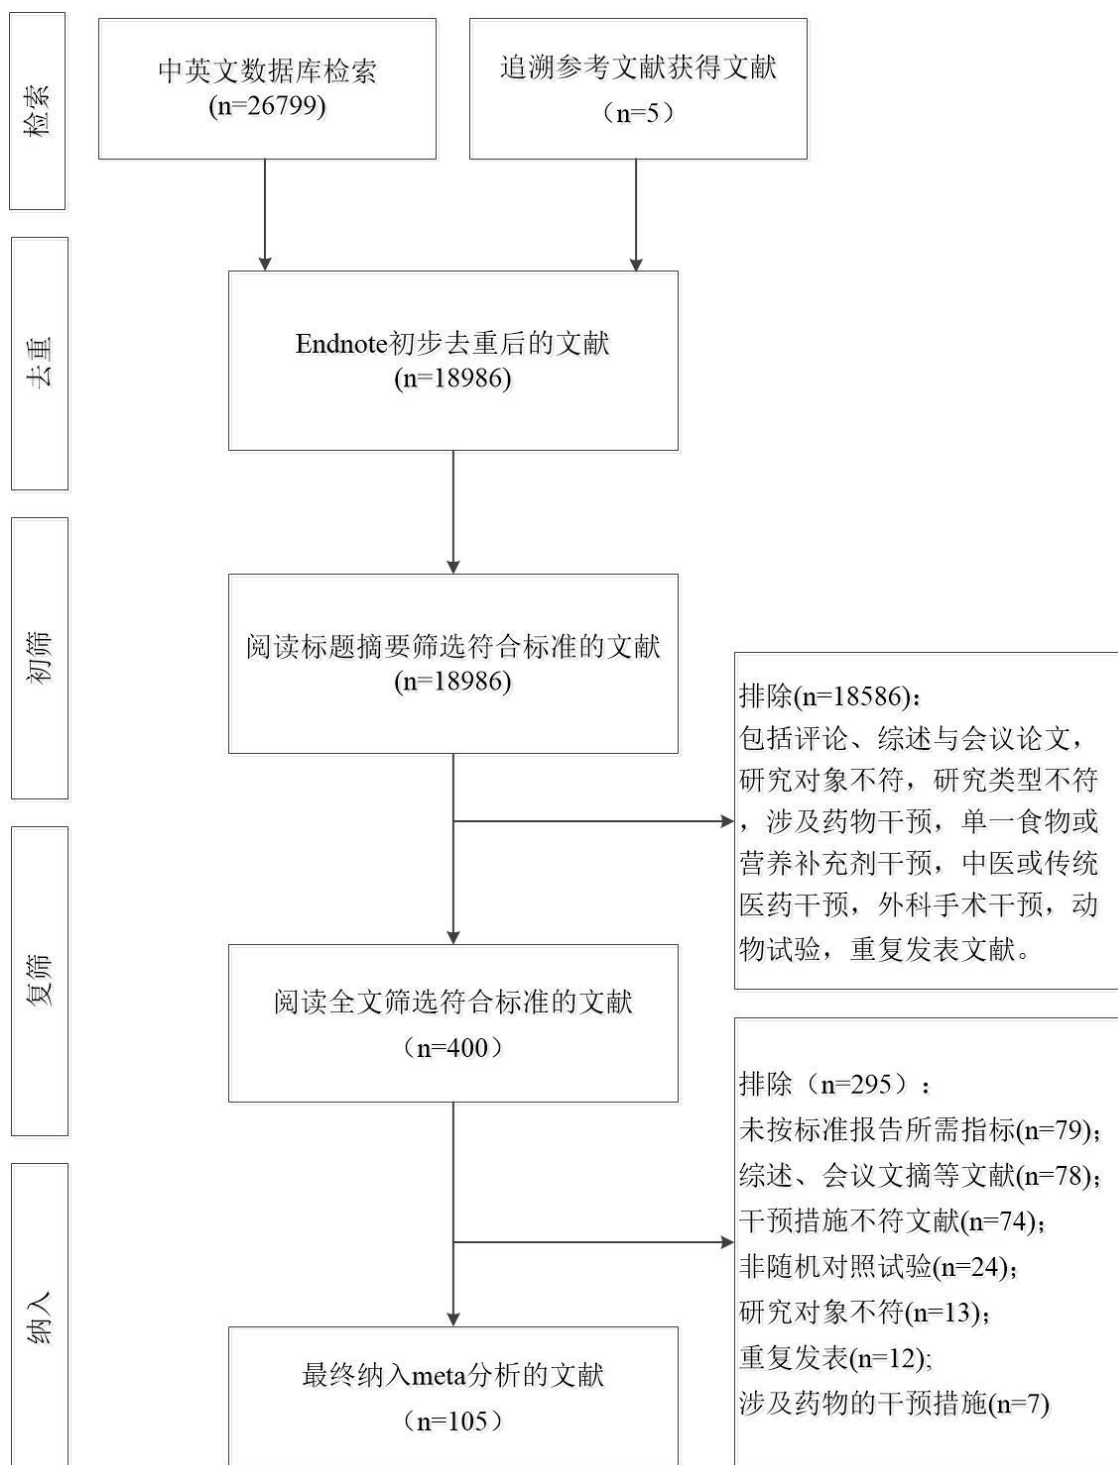 检索
中英文数据库检索
(n=26799)
追溯参考文献获得文献
（n=5）
去重
Endnote初步去重后的文献
(n=18986)
初筛
阅读标题摘要筛选符合标准的文献
(n=18986)
排除(n=18586)：
包括评论、综述与会议论文，
研究对象不符，研究类型不符
，涉及药物干预，单一食物或
营养补充剂干预，中医或传统
医药干预，外科手术干预，动
物试验，重复发表文献。
复筛
阅读全文筛选符合标准的文献
（n=400）
排除（n=295）：
未按标准报告所需指标(n=79)；
综述、会议文摘等文献(n=78)；
干预措施不符文献(n=74)；
非随机对照试验(n=24)；
研究对象不符(n=13)；
重复发表(n=12);
涉及药物的干预措施(n=7)
纳入
最终纳入meta分析的文献
（n=105）